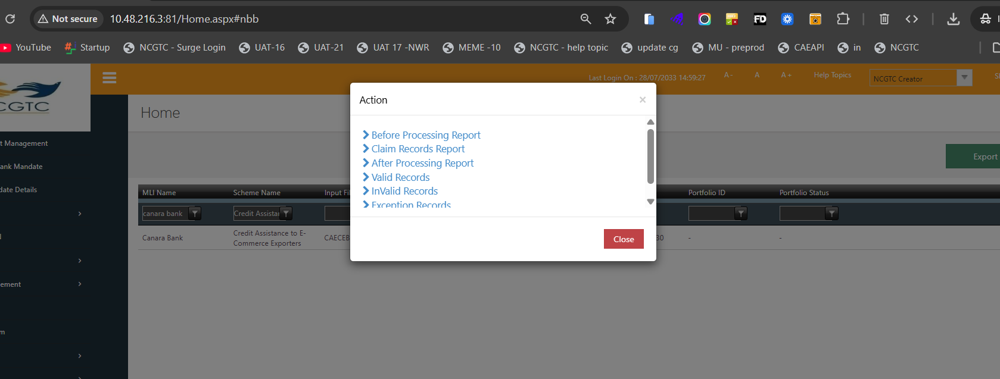 Not secure 10.48.216.3:81/Home.aspx#nbb FD
YouTube Startup NCGTC - Surge Login UAT-16 UAT-21 UAT 17 -NWR MEME -10 NCGTC - help topic update cg MU - preprod CAEAPI in NCGTC
CGTC
Last Login On : 28/07/2033 14:59:27 A- A A+ Help Topics NCGTC Creator
Home
t Management
ank Mandate
date Details
ement
m
Export
MLI Name Scheme Name Input Fi Portfolio ID Portfolio Status
canara bank Credit Assista
Canara Bank Credit Assistance to E-
Commerce Exporters CAECEB 30 - -
Action ×
Before Processing Report
Claim Records Report
After Processing Report
Valid Records
InValid Records
Exception Records
Close